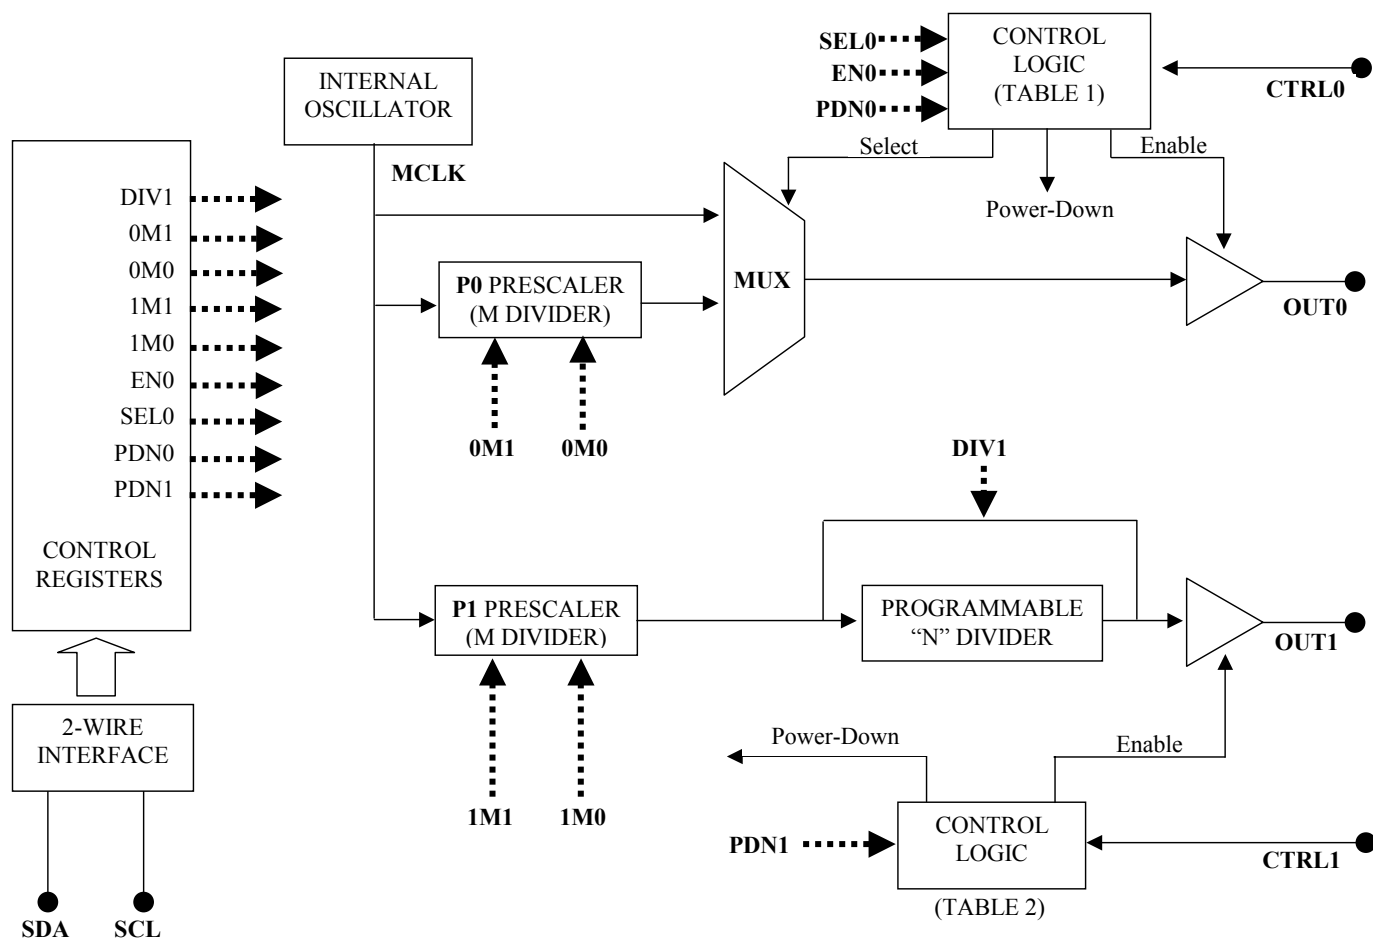 SEL0
EN0
PDN0
CONTROL
LOGIC
(TABLE 1)
CTRL0
INTERNAL
OSCILLATOR
MCLK
Select
Enable
Power-Down
DIV1
0M1
0M0
1M1
1M0
EN0
SEL0
PDN0
PDN1
CONTROL
REGISTERS
P0 PRESCALER
(M DIVIDER)
MUX
OUT0
0M1
0M0
DIV1
P1 PRESCALER
(M DIVIDER)
PROGRAMMABLE
“N” DIVIDER
OUT1
2-WIRE
INTERFACE
Power-Down
Enable
1M1
1M0
PDN1
CONTROL
LOGIC
CTRL1
(TABLE 2)
SDA
SCL